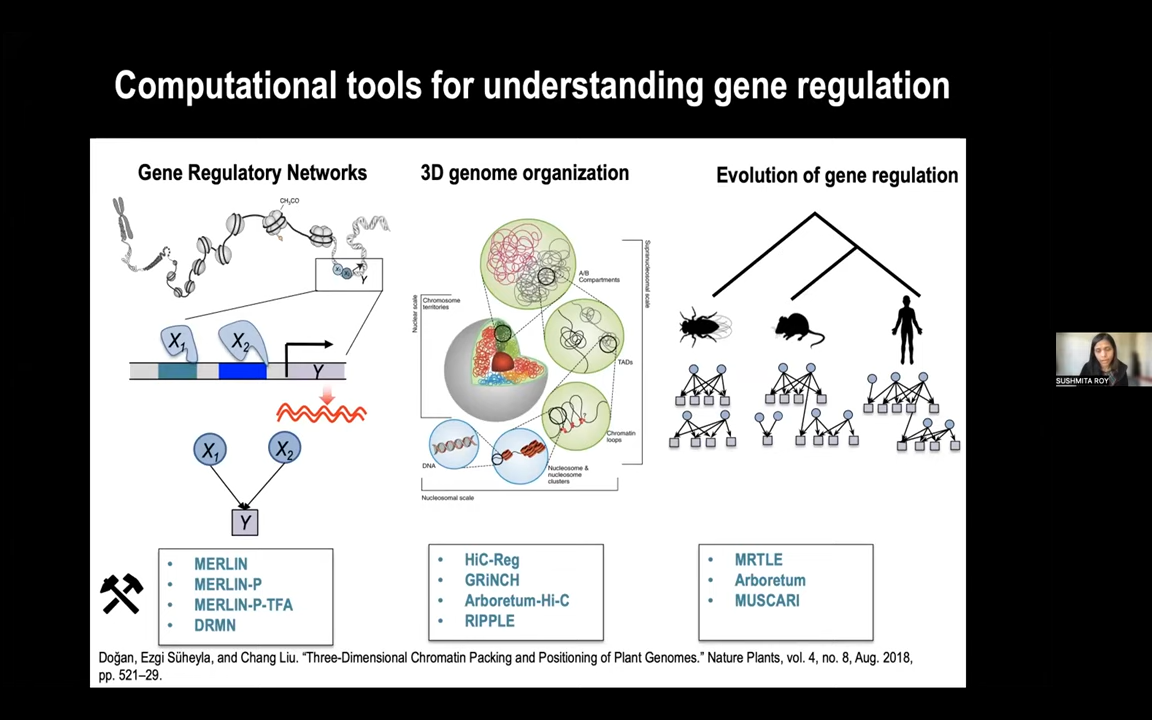 Computational tools for understanding gene regulation
Gene Regulatory Networks
CH3CO
X1
X2
Y
X1
X2
Y
X1
X2
Y
MERLIN
MERLIN-P
MERLIN-P-TFA
DRMN
3D genome organization
Supranucleosomal scale
A/B
Compartments
Nuclear scale
Chromosome
territories
TADs
?
Chromatin
loops
DNA
Nucleosome &
nucleosome
clusters
Nucleosomal scale
HiC-Reg
GRiNCH
Arboretum-Hi-C
RIPPLE
Evolution of gene regulation
MRTLE
Arboretum
MUSCARI
Doğan, Ezgi Süheyla, and Chang Liu. “Three-Dimensional Chromatin Packing and Positioning of Plant Genomes.” Nature Plants, vol. 4, no. 8, Aug. 2018,
pp. 521–29.
SUSHMITA ROY